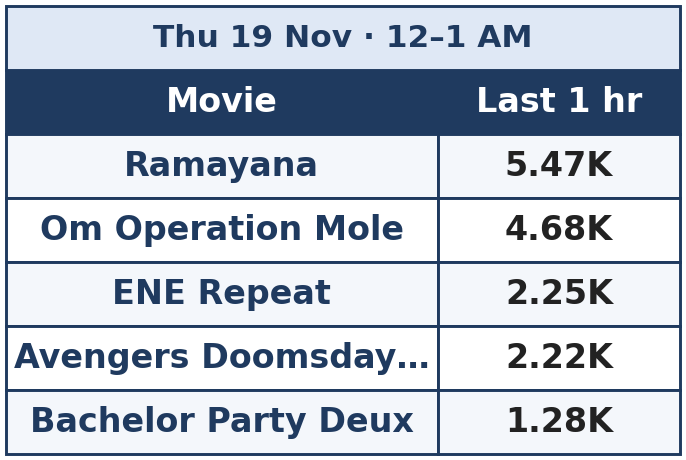 Thu 19 Nov · 12–1 AM
Movie Last 1 hr
Ramayana 5.47K
Om Operation Mole 4.68K
ENE Repeat 2.25K
Avengers Doomsday… 2.22K
Bachelor Party Deux 1.28K